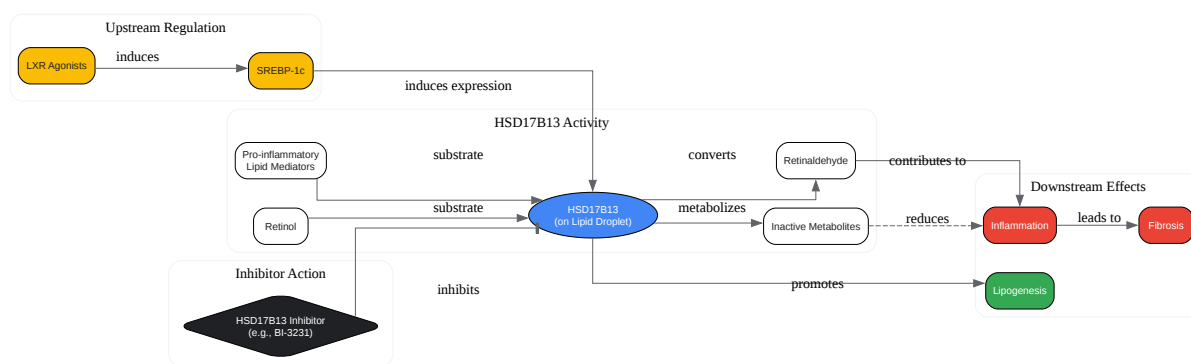 Upstream Regulation
LXR Agonists
induces
SREBP-1c
induces expression
HSD17B13 Activity
Pro-inflammatory
Lipid Mediators
substrate
converts
Retinaldehyde
contributes to
Retinol
substrate
HSD17B13
(on Lipid Droplet)
metabolizes
Inactive Metabolites
reduces
Downstream Effects
Inflammation
leads to
Fibrosis
Inhibitor Action
HSD17B13 Inhibitor
(e.g., BI-3231)
inhibits
promotes
Lipogenesis